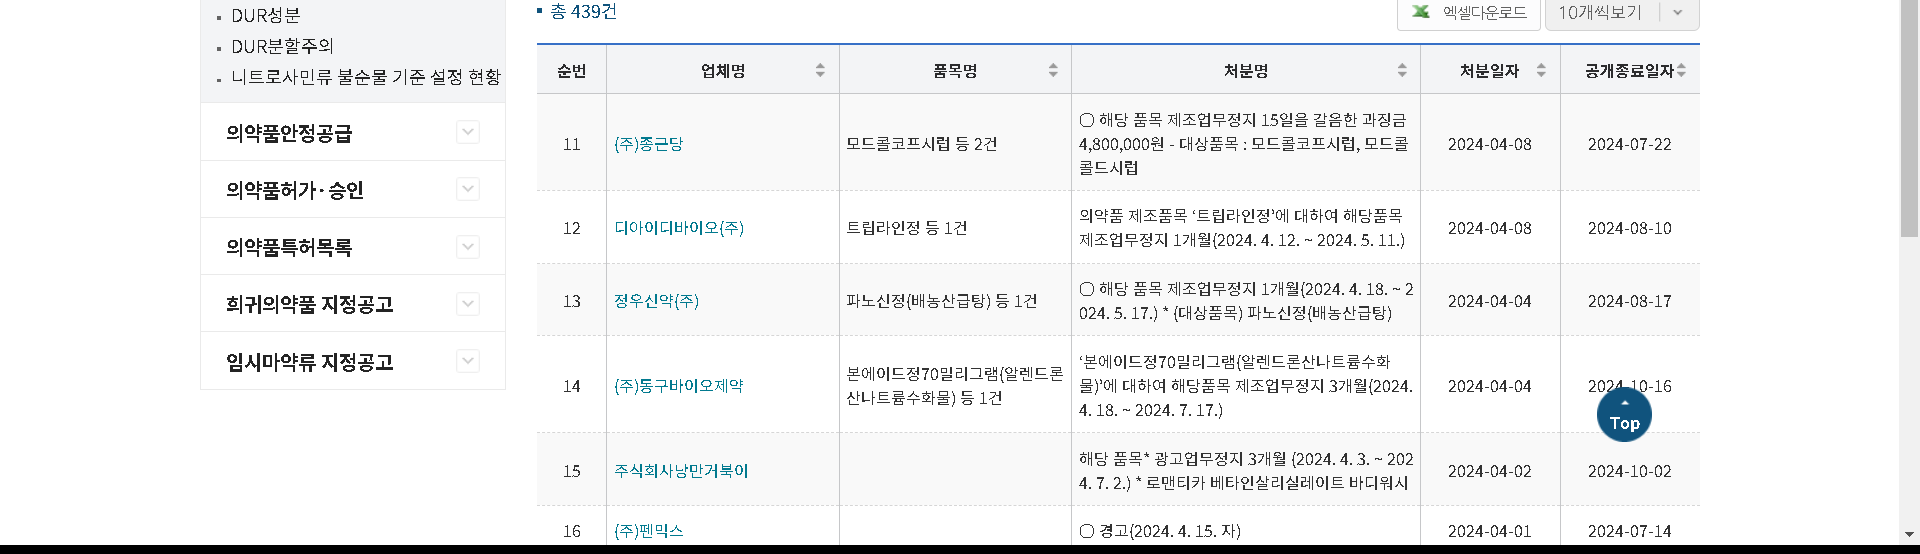 DUR성분
DUR분할주의
니트로사민류 불순물 기준 설정 현황
의약품안정공급
의약품허가·승인
의약품특허목록
희귀의약품 지정공고
임시마약류 지정공고
총 439건
엑셀다운로드
10개씩보기
순번 업체명 품목명 처분명 처분일자 공개종료일자
11 (주)종근당 모드콜코프시럽 등 2건 ○ 해당 품목 제조업무정지 15일을 갈음한 과징금
4,800,000원 - 대상품목 : 모드콜코프시럽, 모드콜
콜드시럽 2024-04-08 2024-07-22
12 디아이디바이오(주) 트립라인정 등 1건 의약품 제조품목 ‘트립라인정’에 대하여 해당품목
제조업무정지 1개월(2024. 4. 12. ~ 2024. 5. 11.) 2024-04-08 2024-08-10
13 정우신약(주) 파노신정(배농산급탕) 등 1건 ○ 해당 품목 제조업무정지 1개월(2024. 4. 18. ~ 2
024. 5. 17.) * (대상품목) 파노신정(배농산급탕) 2024-04-04 2024-08-17
14 (주)통구바이오제약 본에이드정70밀리그램(알렌드론
산나트륨수화물) 등 1건 ‘본에이드정70밀리그램(알렌드론산나트륨수화
물)’에 대하여 해당품목 제조업무정지 3개월(2024.
4. 18. ~ 2024. 7. 17.) 2024-04-04 2024-10-16
Top
15 주식회사낭만거북이 해당 품목* 광고업무정지 3개월 (2024. 4. 3. ~ 202
4. 7. 2.) * 로맨티카 베타인살리실레이트 바디워시 2024-04-02 2024-10-02
16 (주)펜믹스 ○ 경고(2024. 4. 15. 자) 2024-04-01 2024-07-14